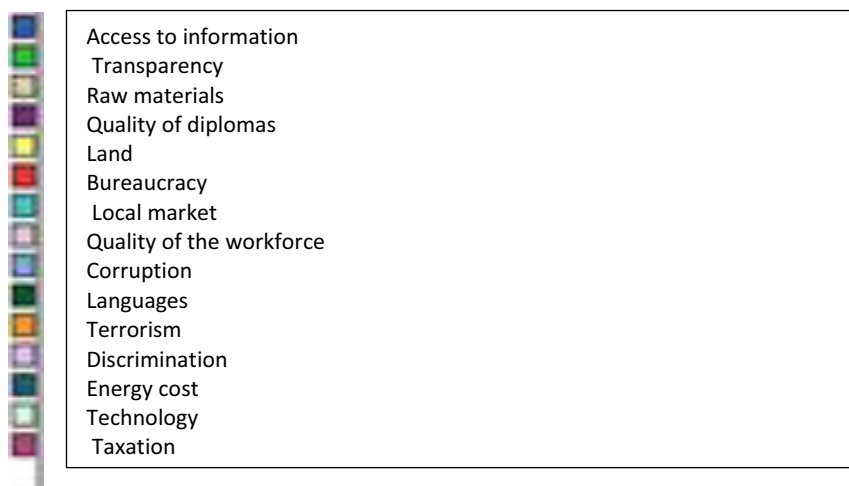 Access to information
Transparency
Raw materials
Quality of diplomas
Land
Bureaucracy
Local market
Quality of the workforce
Corruption
Languages
Terrorism
Discrimination
Energy cost
Technology
Taxation